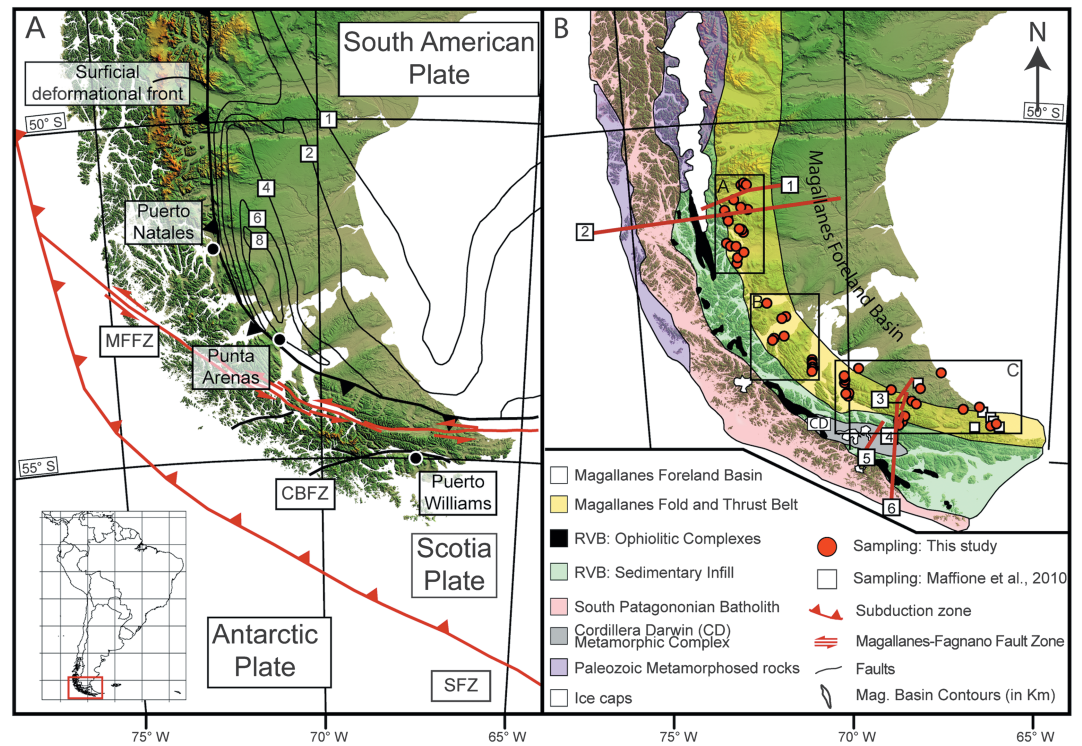 A
South American
Plate
Surficial
deformational front
50° S
1
2
4
6
8
Puerto
Natales
MFFZ
Punta
Arenas
55° S
CBFZ
Puerto
Williams
Scotia
Plate
Antarctic
Plate
SFZ
75° W
70° W
65° W
B
N
50° S
A
1
2
Magallanes Foreland Basin
B
C
3
CD
4
5
6
Magallanes Foreland Basin
Magallanes Fold and Thrust Belt
RVB: Ophiolitic Complexes
RVB: Sedimentary Infill
South Patagononian Batholith
Cordillera Darwin (CD)
Metamorphic Complex
Paleozoic Metamorphosed rocks
Ice caps
Sampling: This study
Sampling: Maffione et al., 2010
Subduction zone
Magallanes-Fagnano Fault Zone
Faults
Mag. Basin Contours (in Km)
75° W
70° W
65° W